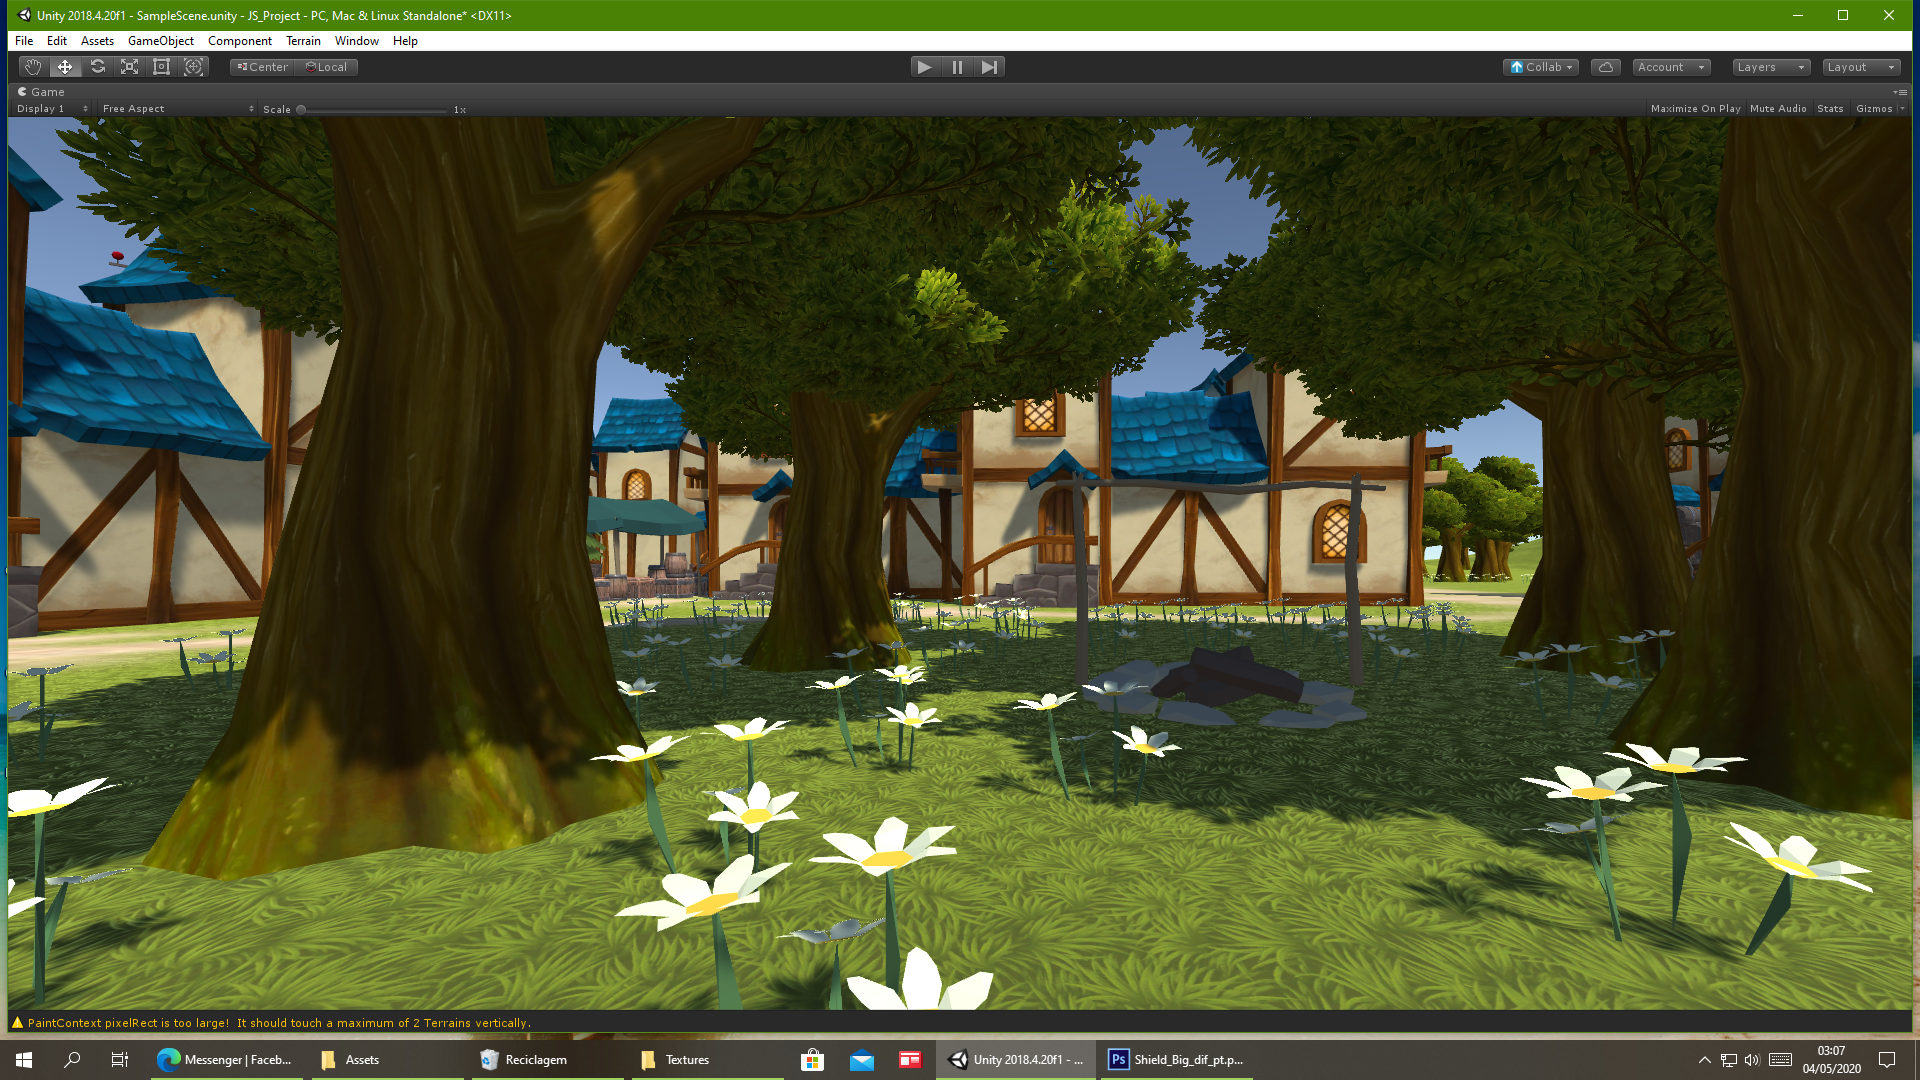 Unity 2018.4.20f1 - SampleScene.unity - JS_Project - PC, Mac & Linux Standalone* <DX11>
File Edit Assets GameObject Component Terrain Window Help
Center Local Collab Account Layers Layout
Game
Display 1 Free Aspect Scale 1x Maximize On Play Mute Audio Stats Gizmos
PaintContext pixelRect is too large! It should touch a maximum of 2 Terrains vertically.
Messenger | Faceb... Assets Reciclagem Textures Unity 2018.4.20f1 - ... Ps Shield_Big_dif_pt.p... 03:07
04/05/2020